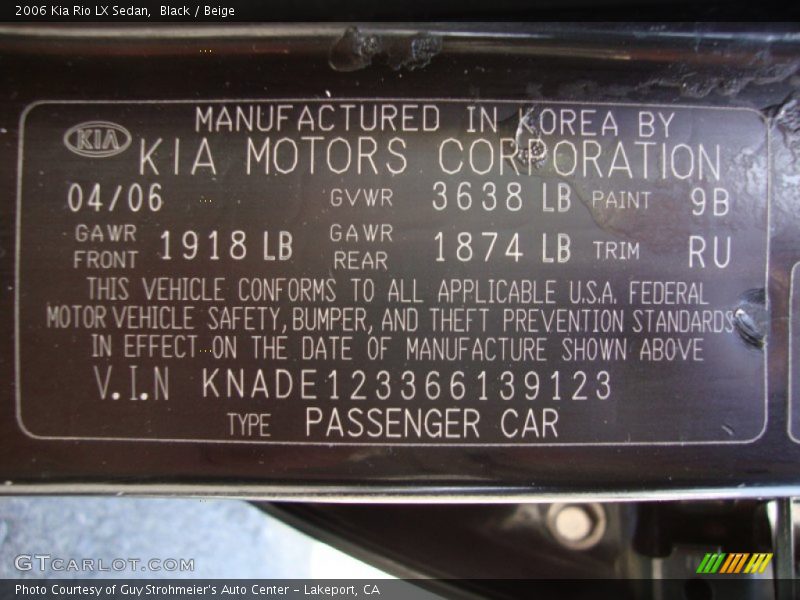 2006 Kia Rio LX Sedan, Black / Beige
KIA
MANUFACTURED IN KOREA BY
KIA MOTORS CORPORATION
04/06 GVWR 3638 LB PAINT 9B
GAWR FRONT 1918 LB GAWR REAR 1874 LB TRIM RU
THIS VEHICLE CONFORMS TO ALL APPLICABLE U.S.A. FEDERAL
MOTOR VEHICLE SAFETY, BUMPER, AND THEFT PREVENTION STANDARDS
IN EFFECT ON THE DATE OF MANUFACTURE SHOWN ABOVE
V.I.N KNADE123366139123
TYPE PASSENGER CAR
GTCARLOT.COM
Photo Courtesy of Guy Strohmeier's Auto Center - Lakeport, CA